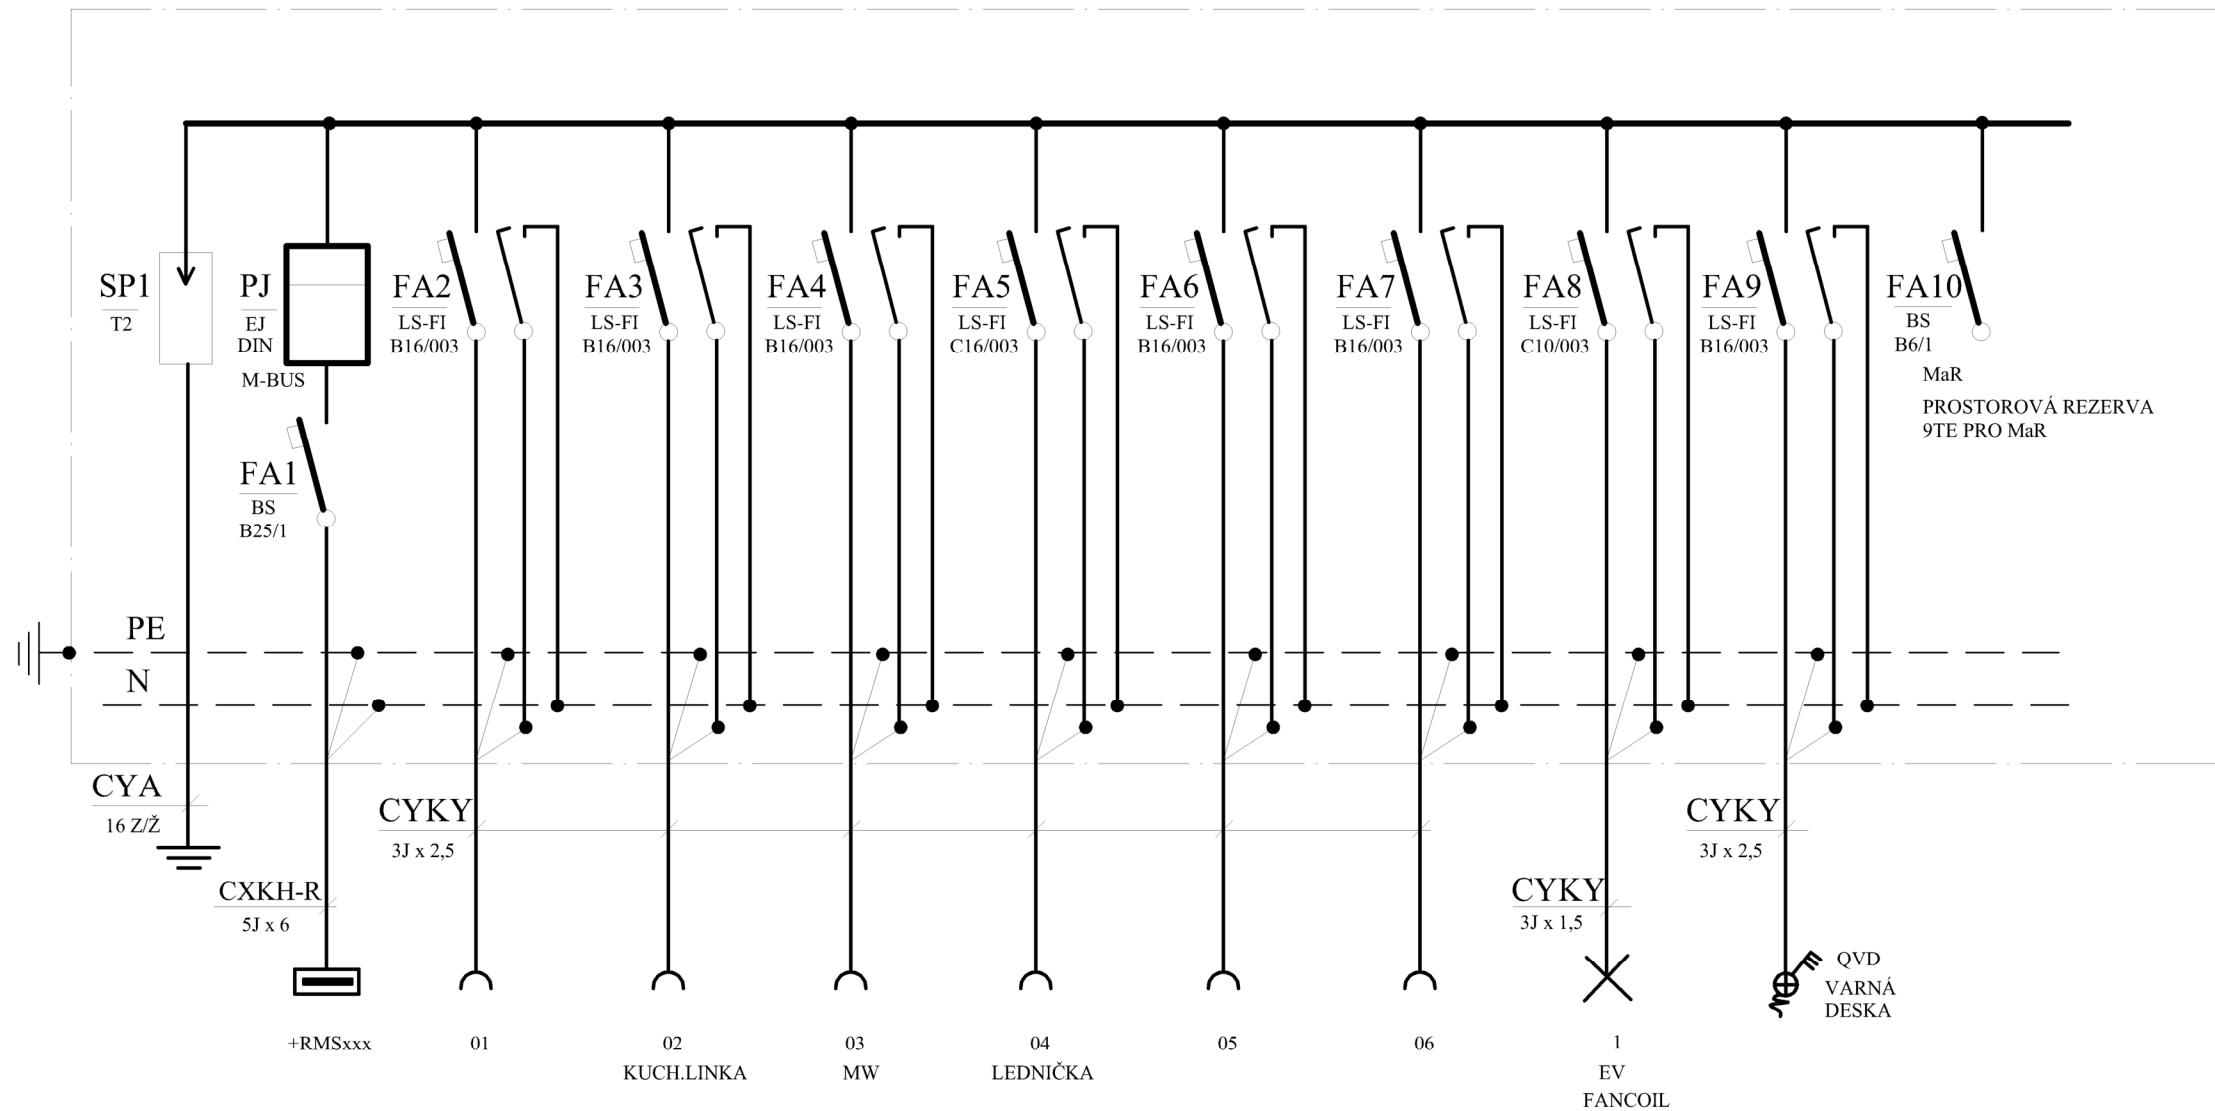 SP1
T2
PJ
EJ
DIN
M-BUS
FA1
BS
B25/1
FA2
LS-FI
B16/003
FA3
LS-FI
B16/003
FA4
LS-FI
B16/003
FA5
LS-FI
C16/003
FA6
LS-FI
B16/003
FA7
LS-FI
B16/003
FA8
LS-FI
C10/003
FA9
LS-FI
B16/003
FA10
BS
B6/1
MaR
PROSTOROVÁ REZERVA
9TE PRO MaR
PE
N
CYA
16 Z/Ž
CXKH-R
5J x 6
CYKY
3J x 2,5
CYKY
3J x 1,5
CYKY
3J x 2,5
QVD
VARNÁ
DESKA
+RMSxxx
01
02
KUCH.LINKA
03
MW
04
LEDNIČKA
05
06
1
EV
FANCOIL